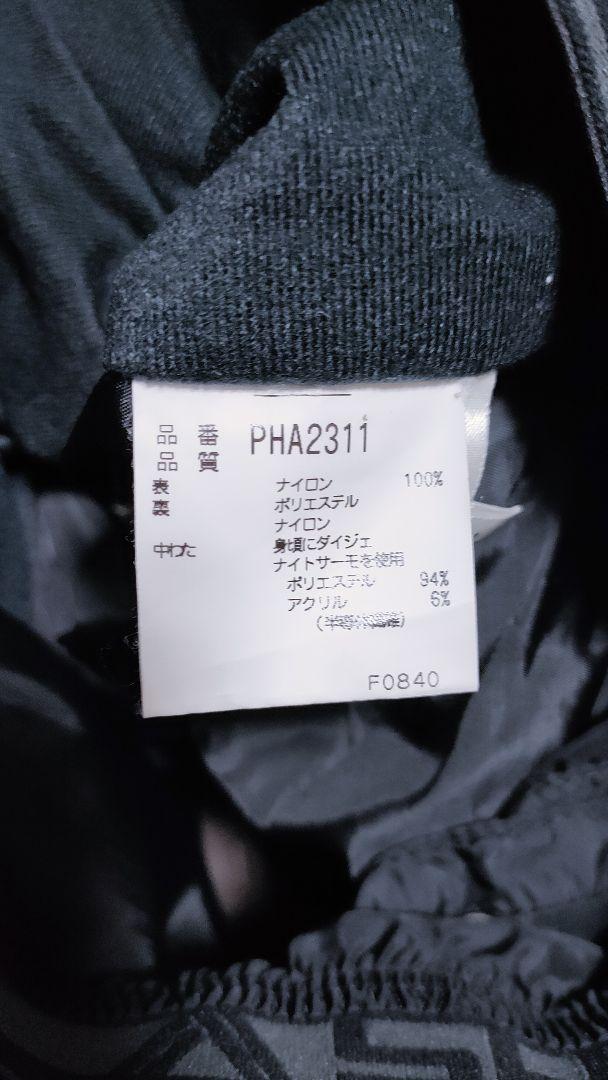 品番 PHA2311
品質
表 ナイロン 100%
裏 ポリエステル
ナイロン
中わた 身頃にダイジェ
ナイトサーモを使用
ポリエステル 94%
アクリル 6%
F0840